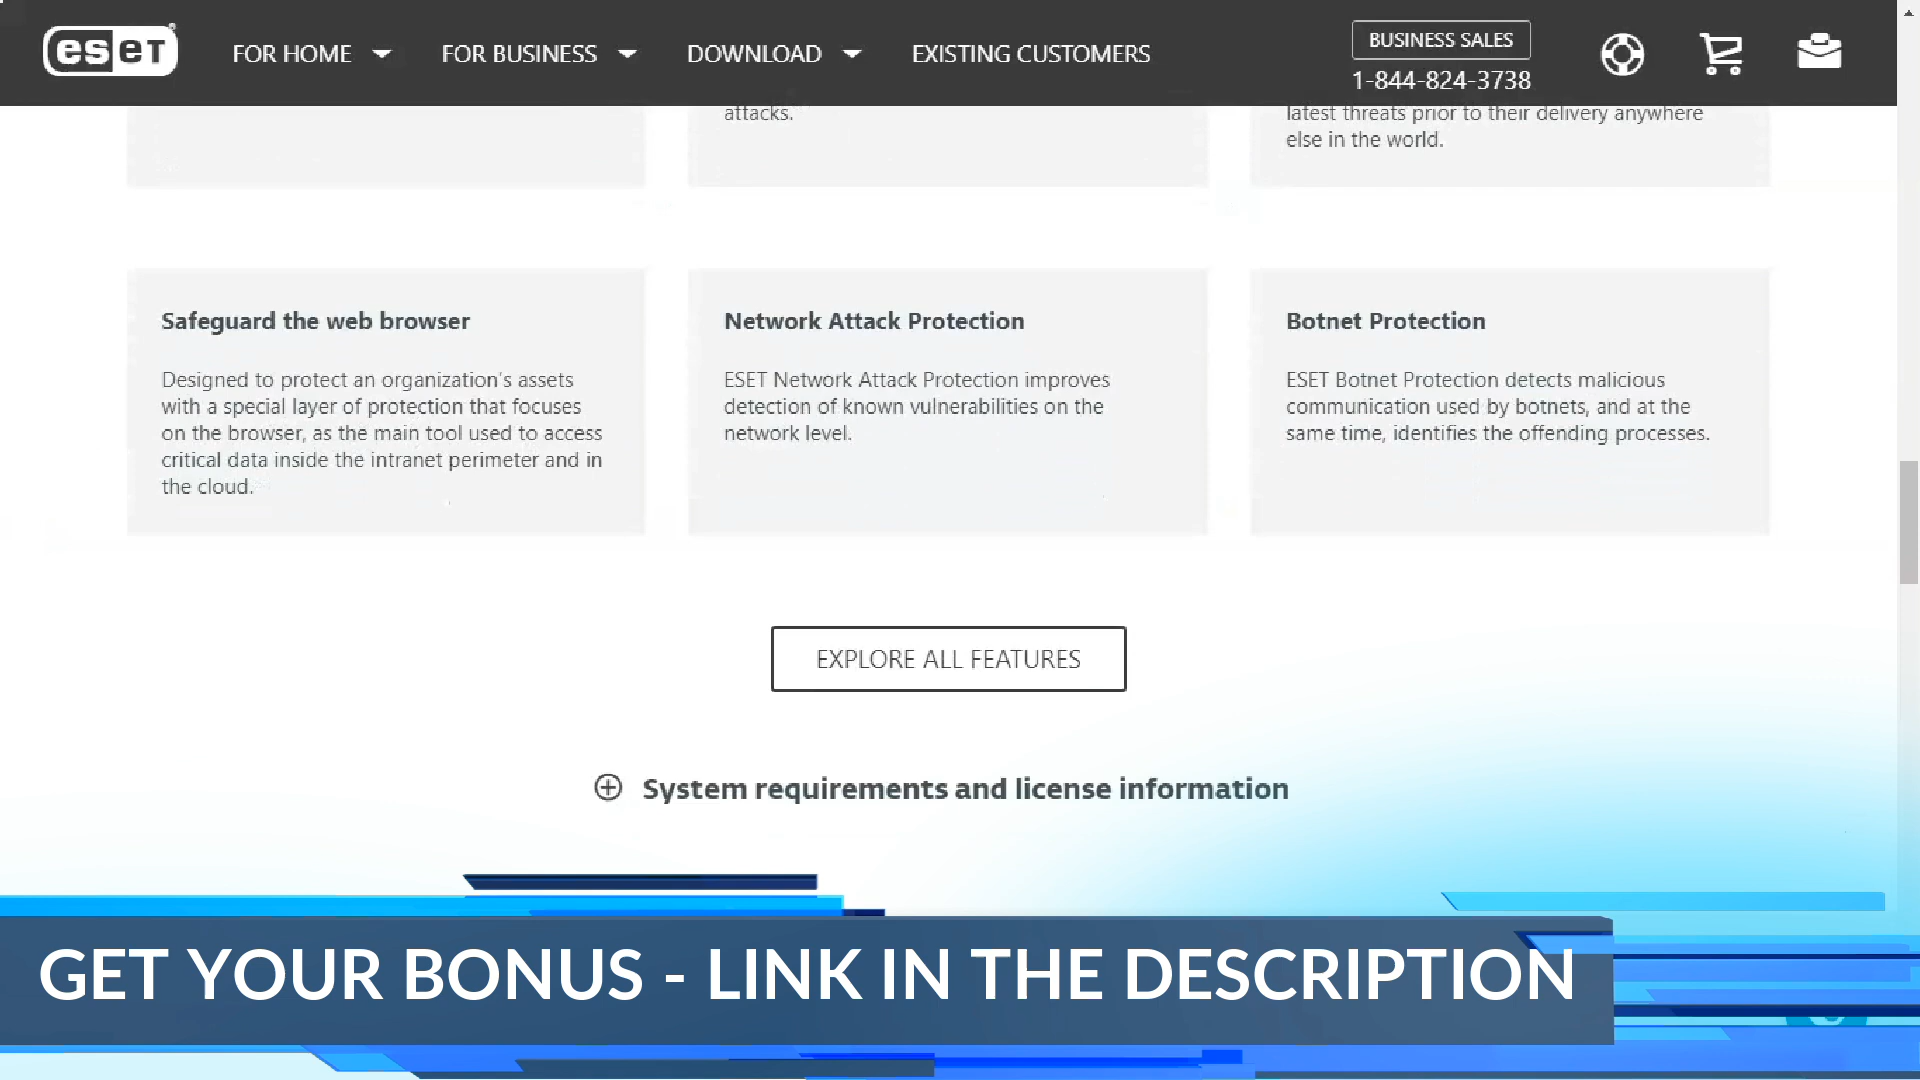 eset®
FOR HOME
FOR BUSINESS
DOWNLOAD
EXISTING CUSTOMERS
BUSINESS SALES
1-844-824-3738
attacks.
latest threats prior to their delivery anywhere
else in the world.
Safeguard the web browser
Designed to protect an organization's assets
with a special layer of protection that focuses
on the browser, as the main tool used to access
critical data inside the intranet perimeter and in
the cloud.
Network Attack Protection
ESET Network Attack Protection improves
detection of known vulnerabilities on the
network level.
Botnet Protection
ESET Botnet Protection detects malicious
communication used by botnets, and at the
same time, identifies the offending processes.
EXPLORE ALL FEATURES
System requirements and license information
GET YOUR BONUS - LINK IN THE DESCRIPTION